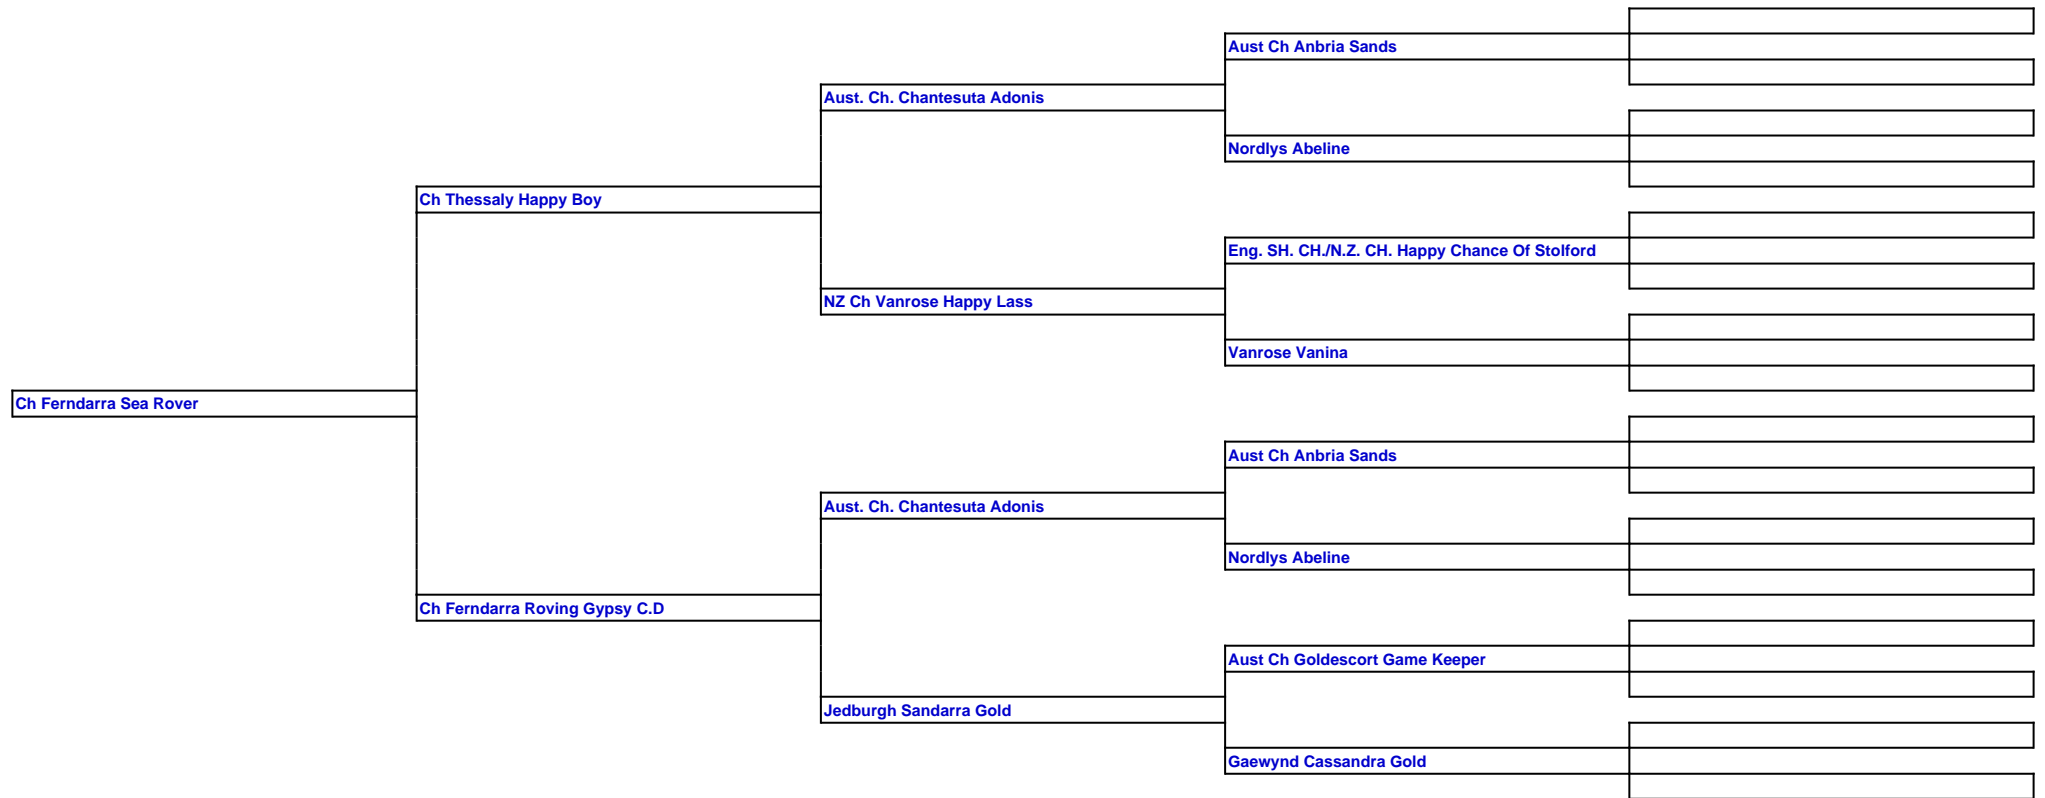 Aust Ch Anbria Sands
Aust. Ch. Chantesuta Adonis
Nordlys Abeline
Ch Thessaly Happy Boy
Eng. SH. CH./N.Z. CH. Happy Chance Of Stolford
NZ Ch Vanrose Happy Lass
Vanrose Vanina
Ch Ferndarra Sea Rover
Aust Ch Anbria Sands
Aust. Ch. Chantesuta Adonis
Nordlys Abeline
Ch Ferndarra Roving Gypsy C.D
Aust Ch Goldescort Game Keeper
Jedburgh Sandarra Gold
Gaewynd Cassandra Gold